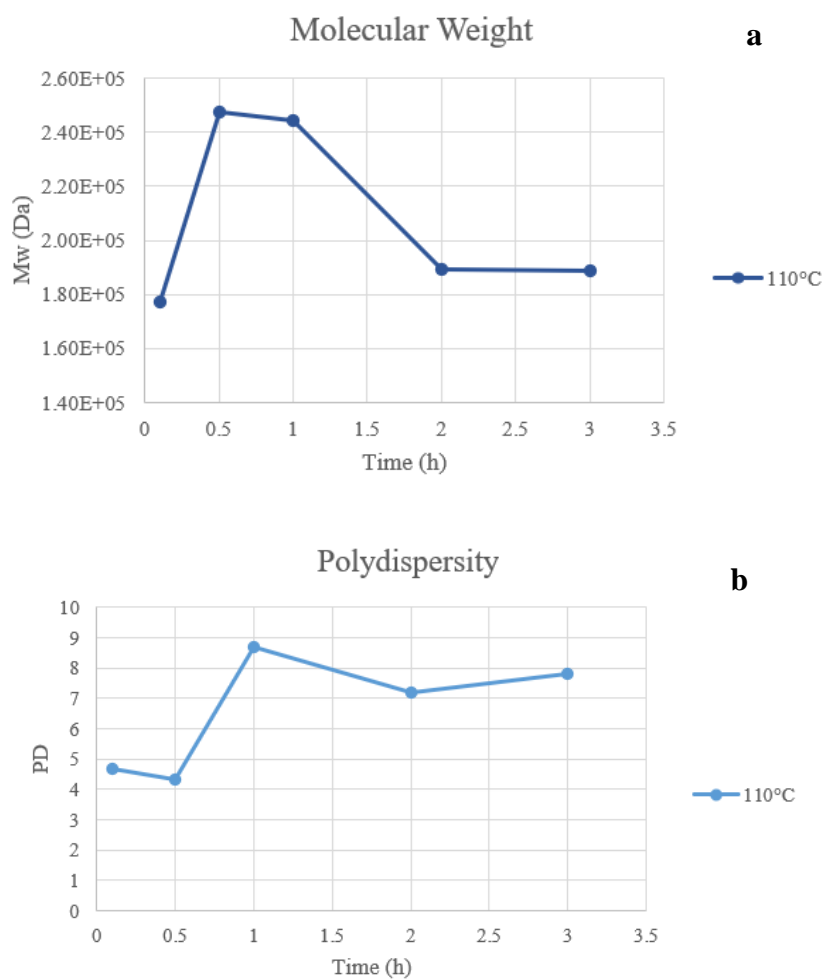 Molecular Weight
a
2.60E+05
2.40E+05
2.20E+05
2.00E+05
1.80E+05
1.60E+05
1.40E+05
Mw (Da)
0 0.5 1 1.5 2 2.5 3 3.5
Time (h)
110°C
Polydispersity
b
10
9
8
7
6
5
4
3
2
1
0
PD
0 0.5 1 1.5 2 2.5 3 3.5
Time (h)
110°C